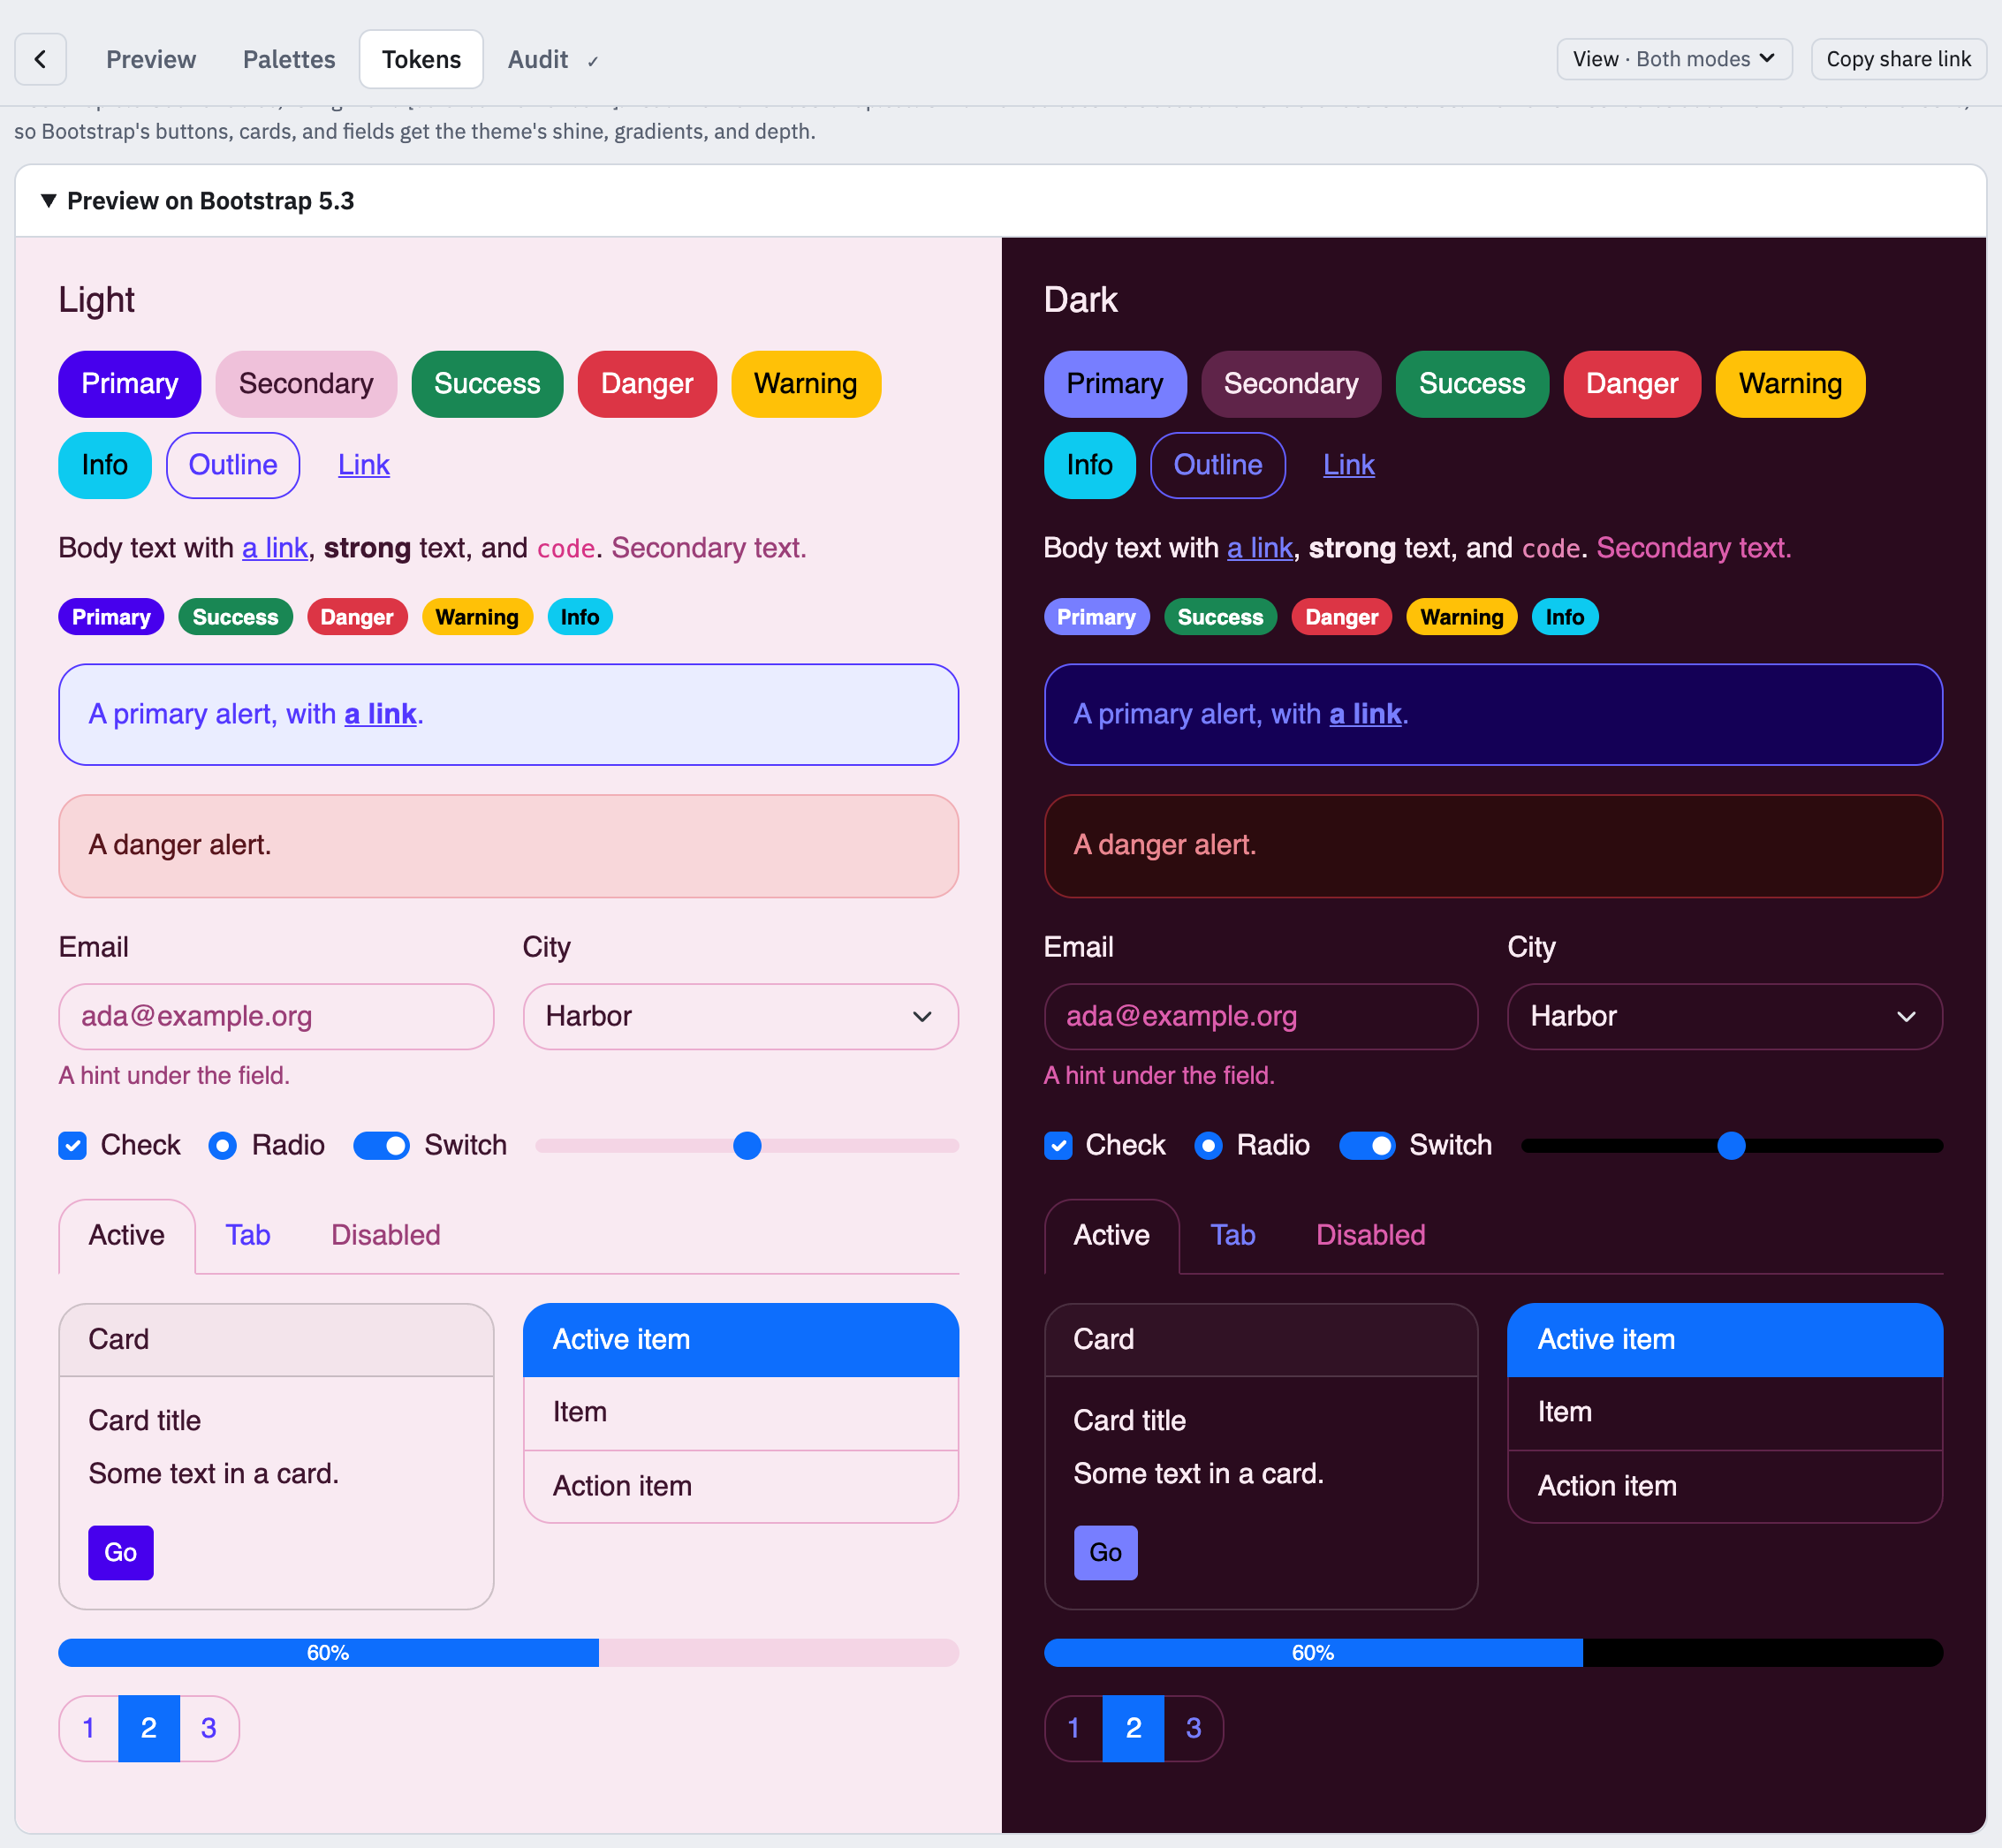 Preview
Palettes
Tokens
Audit ✓
View · Both modes
Copy share link
so Bootstrap's buttons, cards, and fields get the theme's shine, gradients, and depth.
▼ Preview on Bootstrap 5.3
Light
Primary Secondary Success Danger Warning
Info Outline Link
Body text with a link, strong text, and code. Secondary text.
Primary Success Danger Warning Info
A primary alert, with a link.
A danger alert.
Email City
ada@example.org Harbor
A hint under the field.
Check Radio Switch
Active Tab Disabled
Card
Card title
Some text in a card.
Go
Active item
Item
Action item
60%
1 2 3
Dark
Primary Secondary Success Danger Warning
Info Outline Link
Body text with a link, strong text, and code. Secondary text.
Primary Success Danger Warning Info
A primary alert, with a link.
A danger alert.
Email City
ada@example.org Harbor
A hint under the field.
Check Radio Switch
Active Tab Disabled
Card
Card title
Some text in a card.
Go
Active item
Item
Action item
60%
1 2 3